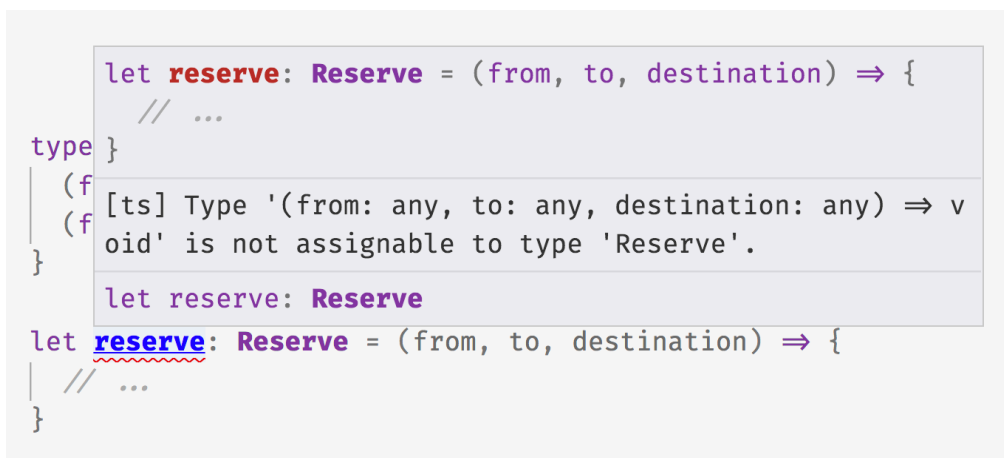 let reserve: Reserve = (from, to, destination) => {
// ...
}
type
(f
(f
}
[ts] Type '(from: any, to: any, destination: any) => v
oid' is not assignable to type 'Reserve'.
let reserve: Reserve
let reserve: Reserve = (from, to, destination) => {
// ...
}